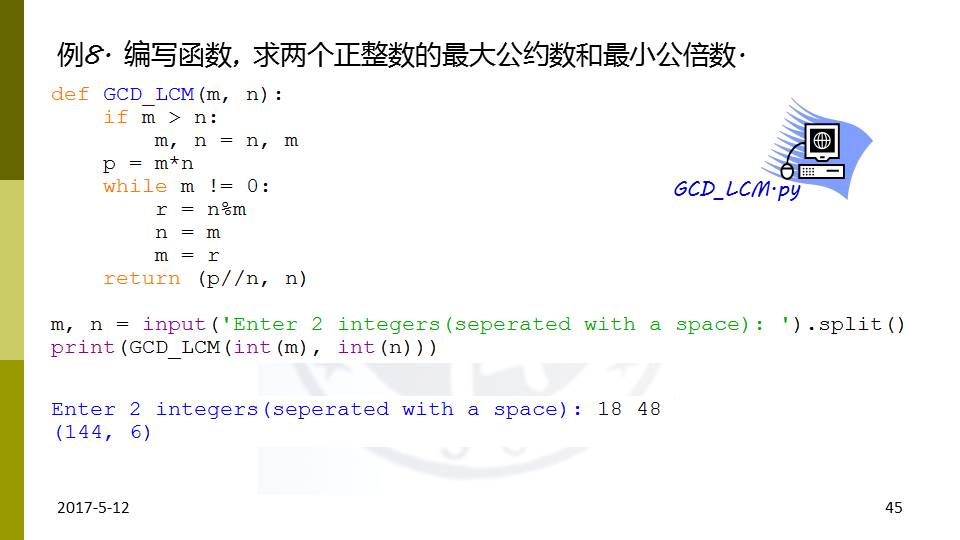 例8. 编写函数, 求两个正整数的最大公约数和最小公倍数.
def GCD_LCM(m, n):
    if m > n:
        m, n = n, m
    p = m*n
    while m != 0:
        r = n%m
        n = m
        m = r
    return (p//n, n)
GCD_LCM.py
m, n = input('Enter 2 integers(seperated with a space): ').split()
print(GCD_LCM(int(m), int(n)))
Enter 2 integers(seperated with a space): 18 48
(144, 6)
2017-5-12
45